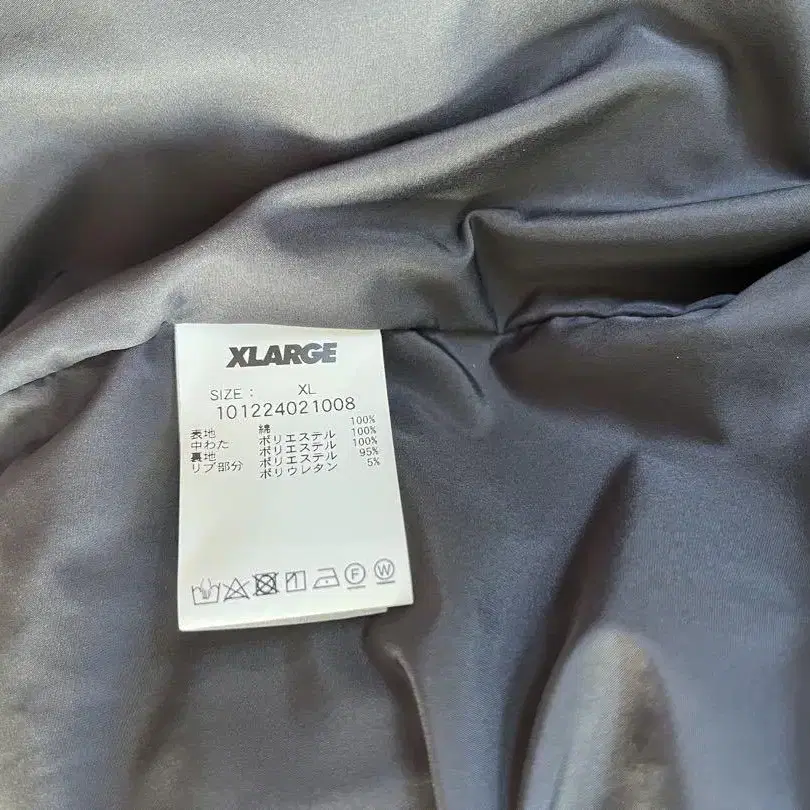 XLARGE
SIZE: XL
101224021008
表地 綿 100%
中わた ポリエステル 100%
裏地 ポリエステル 100%
リブ部分 ポリエステル 95%
ポリウレタン 5%
F W